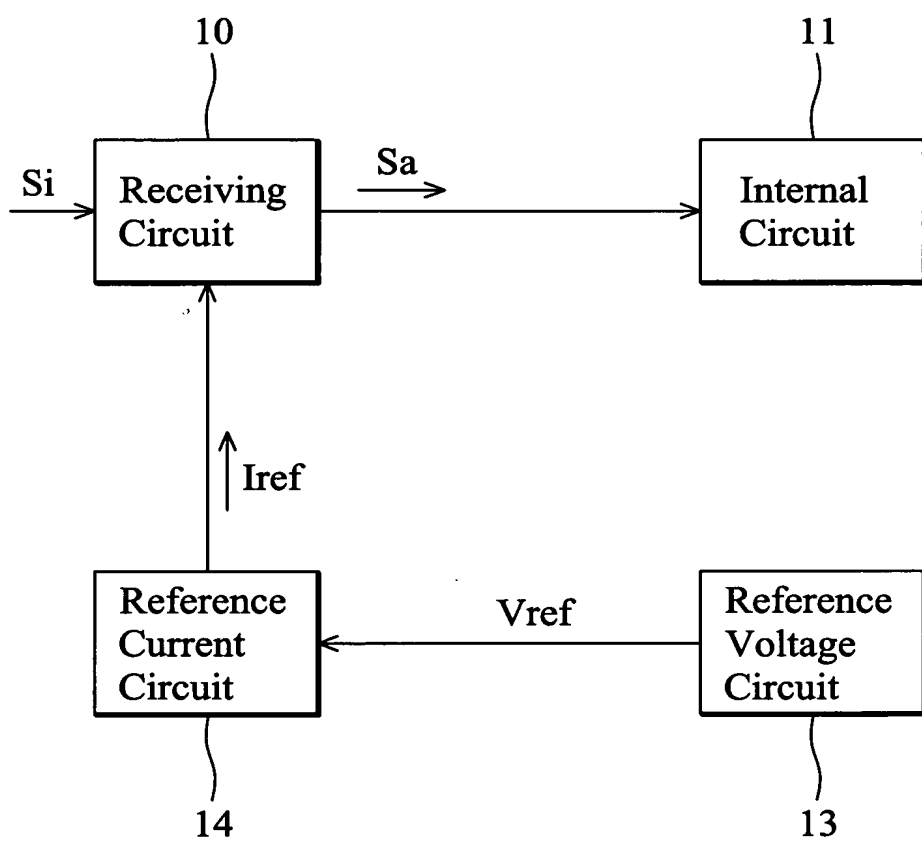 10
11
Si
Receiving
Circuit
Sa
Internal
Circuit
Iref
Reference
Current
Circuit
Vref
Reference
Voltage
Circuit
14
13